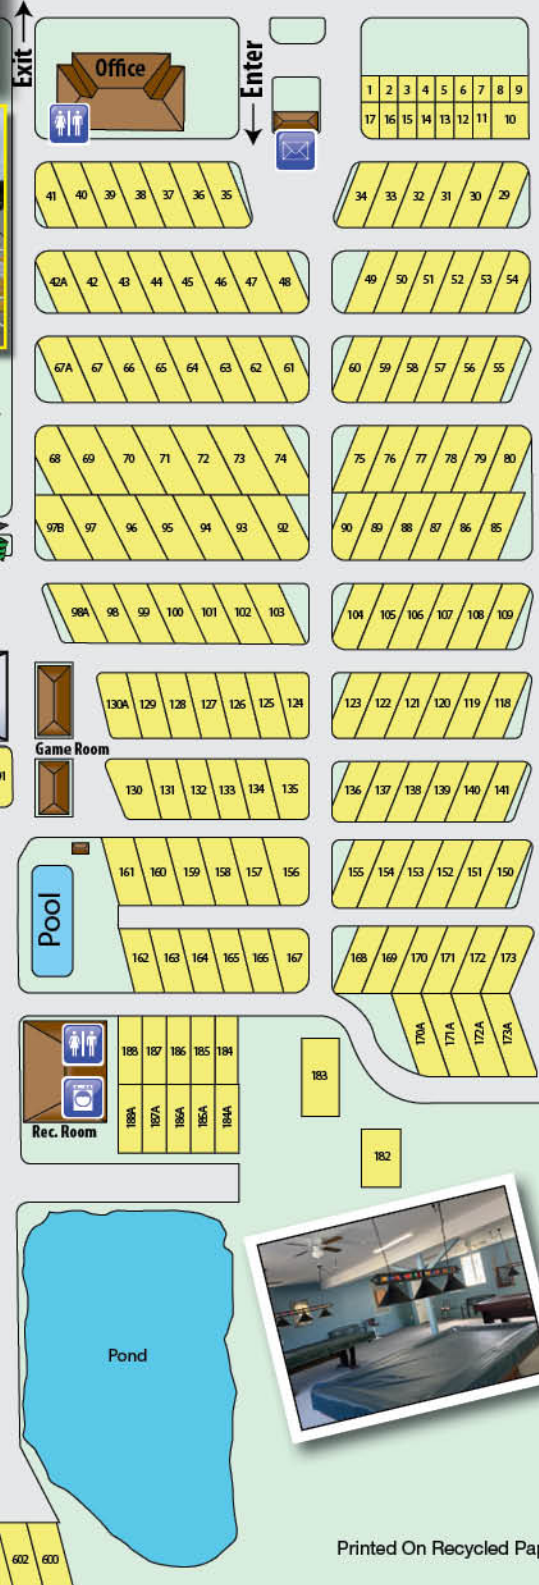 Exit
Office
Enter
1 2 3 4 5 6 7 8 9
17 16 15 14 13 12 11 10
41 40 39 38 37 36 35
34 33 32 31 30 29
42A 42 43 44 45 46 47 48
49 50 51 52 53 54
67A 67 66 65 64 63 62 61
60 59 58 57 56 55
68 69 70 71 72 73 74
75 76 77 78 79 80
97B 97 96 95 94 93 92
90 89 88 87 86 85
98A 98 99 100 101 102 103
104 105 106 107 108 109
130A 129 128 127 126 125 124
123 122 121 120 119 118
Game Room
130 131 132 133 134 135
136 137 138 139 140 141
161 160 159 158 157 156
155 154 153 152 151 150
Pool
162 163 164 165 166 167
168 169 170 171 172 173
170A 171A 172A 173A
188 187 186 185 184
183
188A 187A 186A 185A 184A
Rec. Room
182
Pond
Printed On Recycled Pap
602 600